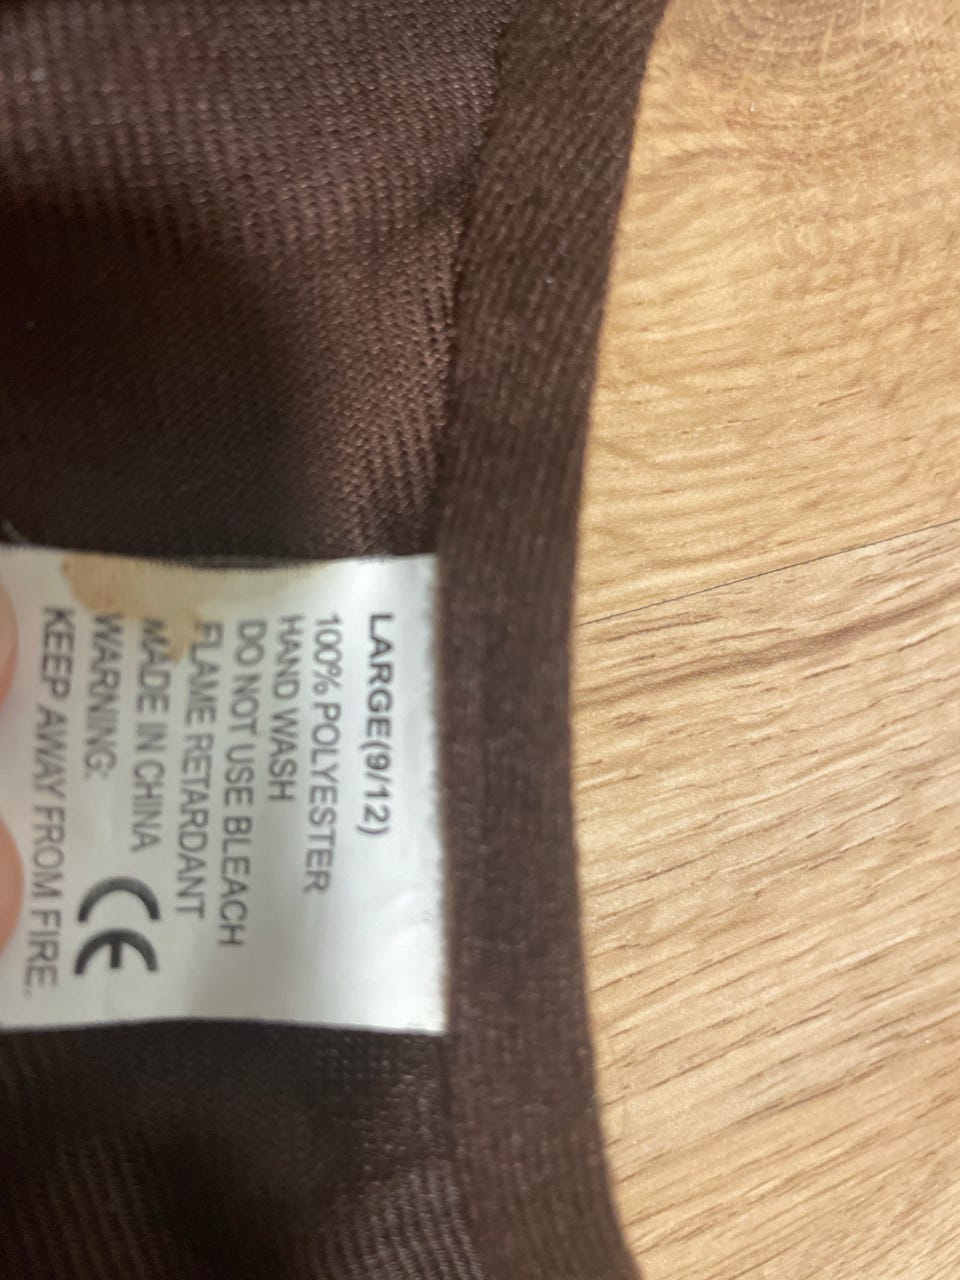 LARGE(9/12)
100% POLYESTER
HAND WASH
DO NOT USE BLEACH
FLAME RETARDANT
MADE IN CHINA
WARNING:
KEEP AWAY FROM FIRE.
CE